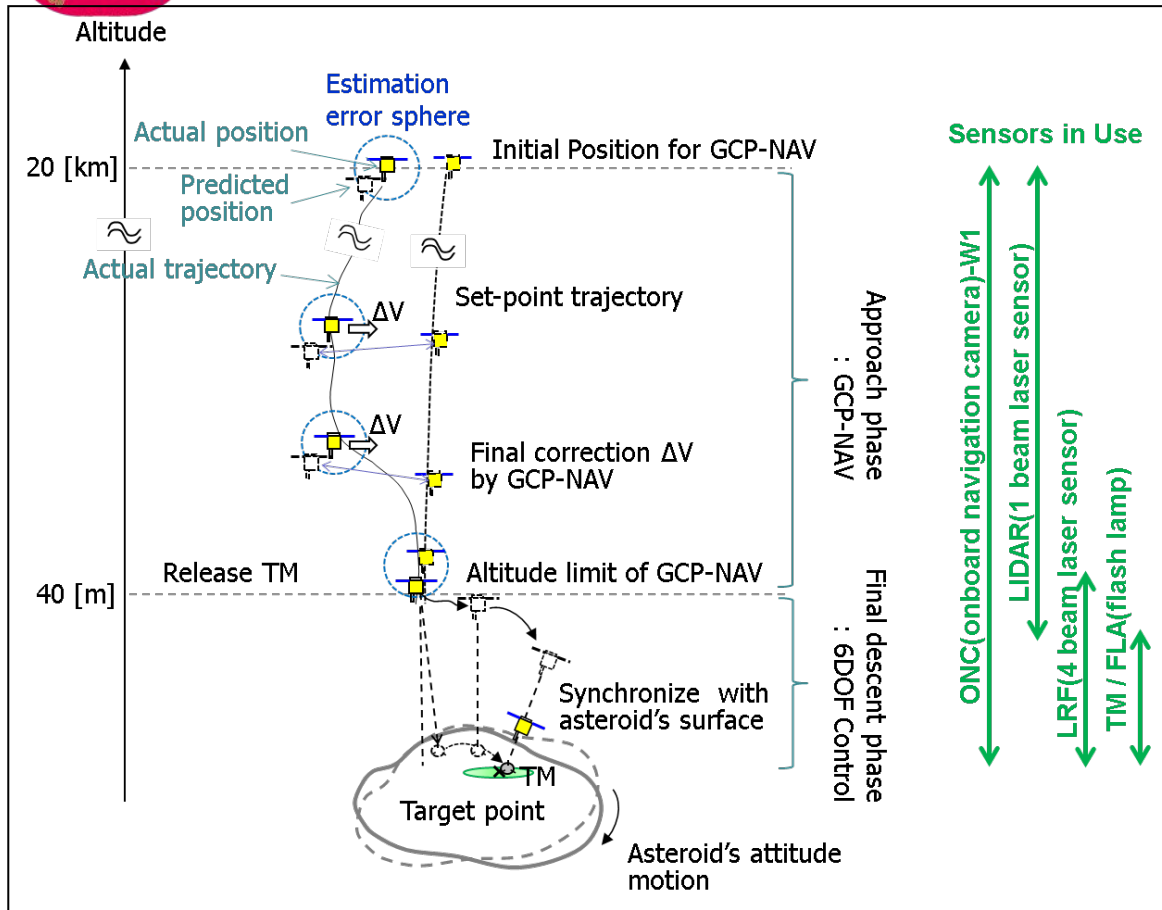 Altitude
Estimation
error sphere
Actual position
Initial Position for GCP-NAV
Sensors in Use
20 [km]
Predicted
position
Actual trajectory
ΔV
Set-point trajectory
ΔV
Final correction ΔV
by GCP-NAV
Approach phase
: GCP-NAV
Release TM
Altitude limit of GCP-NAV
40 [m]
Synchronize with
asteroid's surface
Final descent phase
: 6DOF Control
TM
Target point
Asteroid's attitude
motion
ONC(onboard navigation camera)-W1
LIDAR(1 beam laser sensor)
LRF(4 beam laser sensor)
TM / FLA(flash lamp)